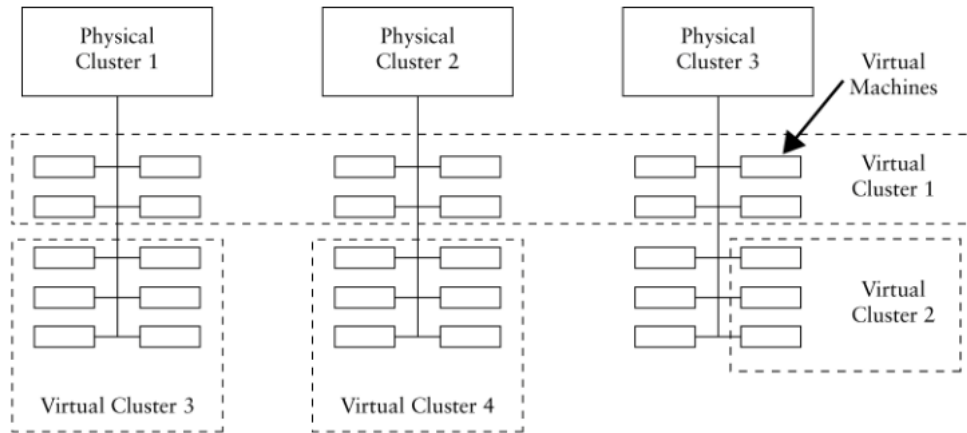 Physical
Cluster 1
Physical
Cluster 2
Physical
Cluster 3
Virtual
Machines
Virtual
Cluster 1
Virtual
Cluster 2
Virtual Cluster 3
Virtual Cluster 4